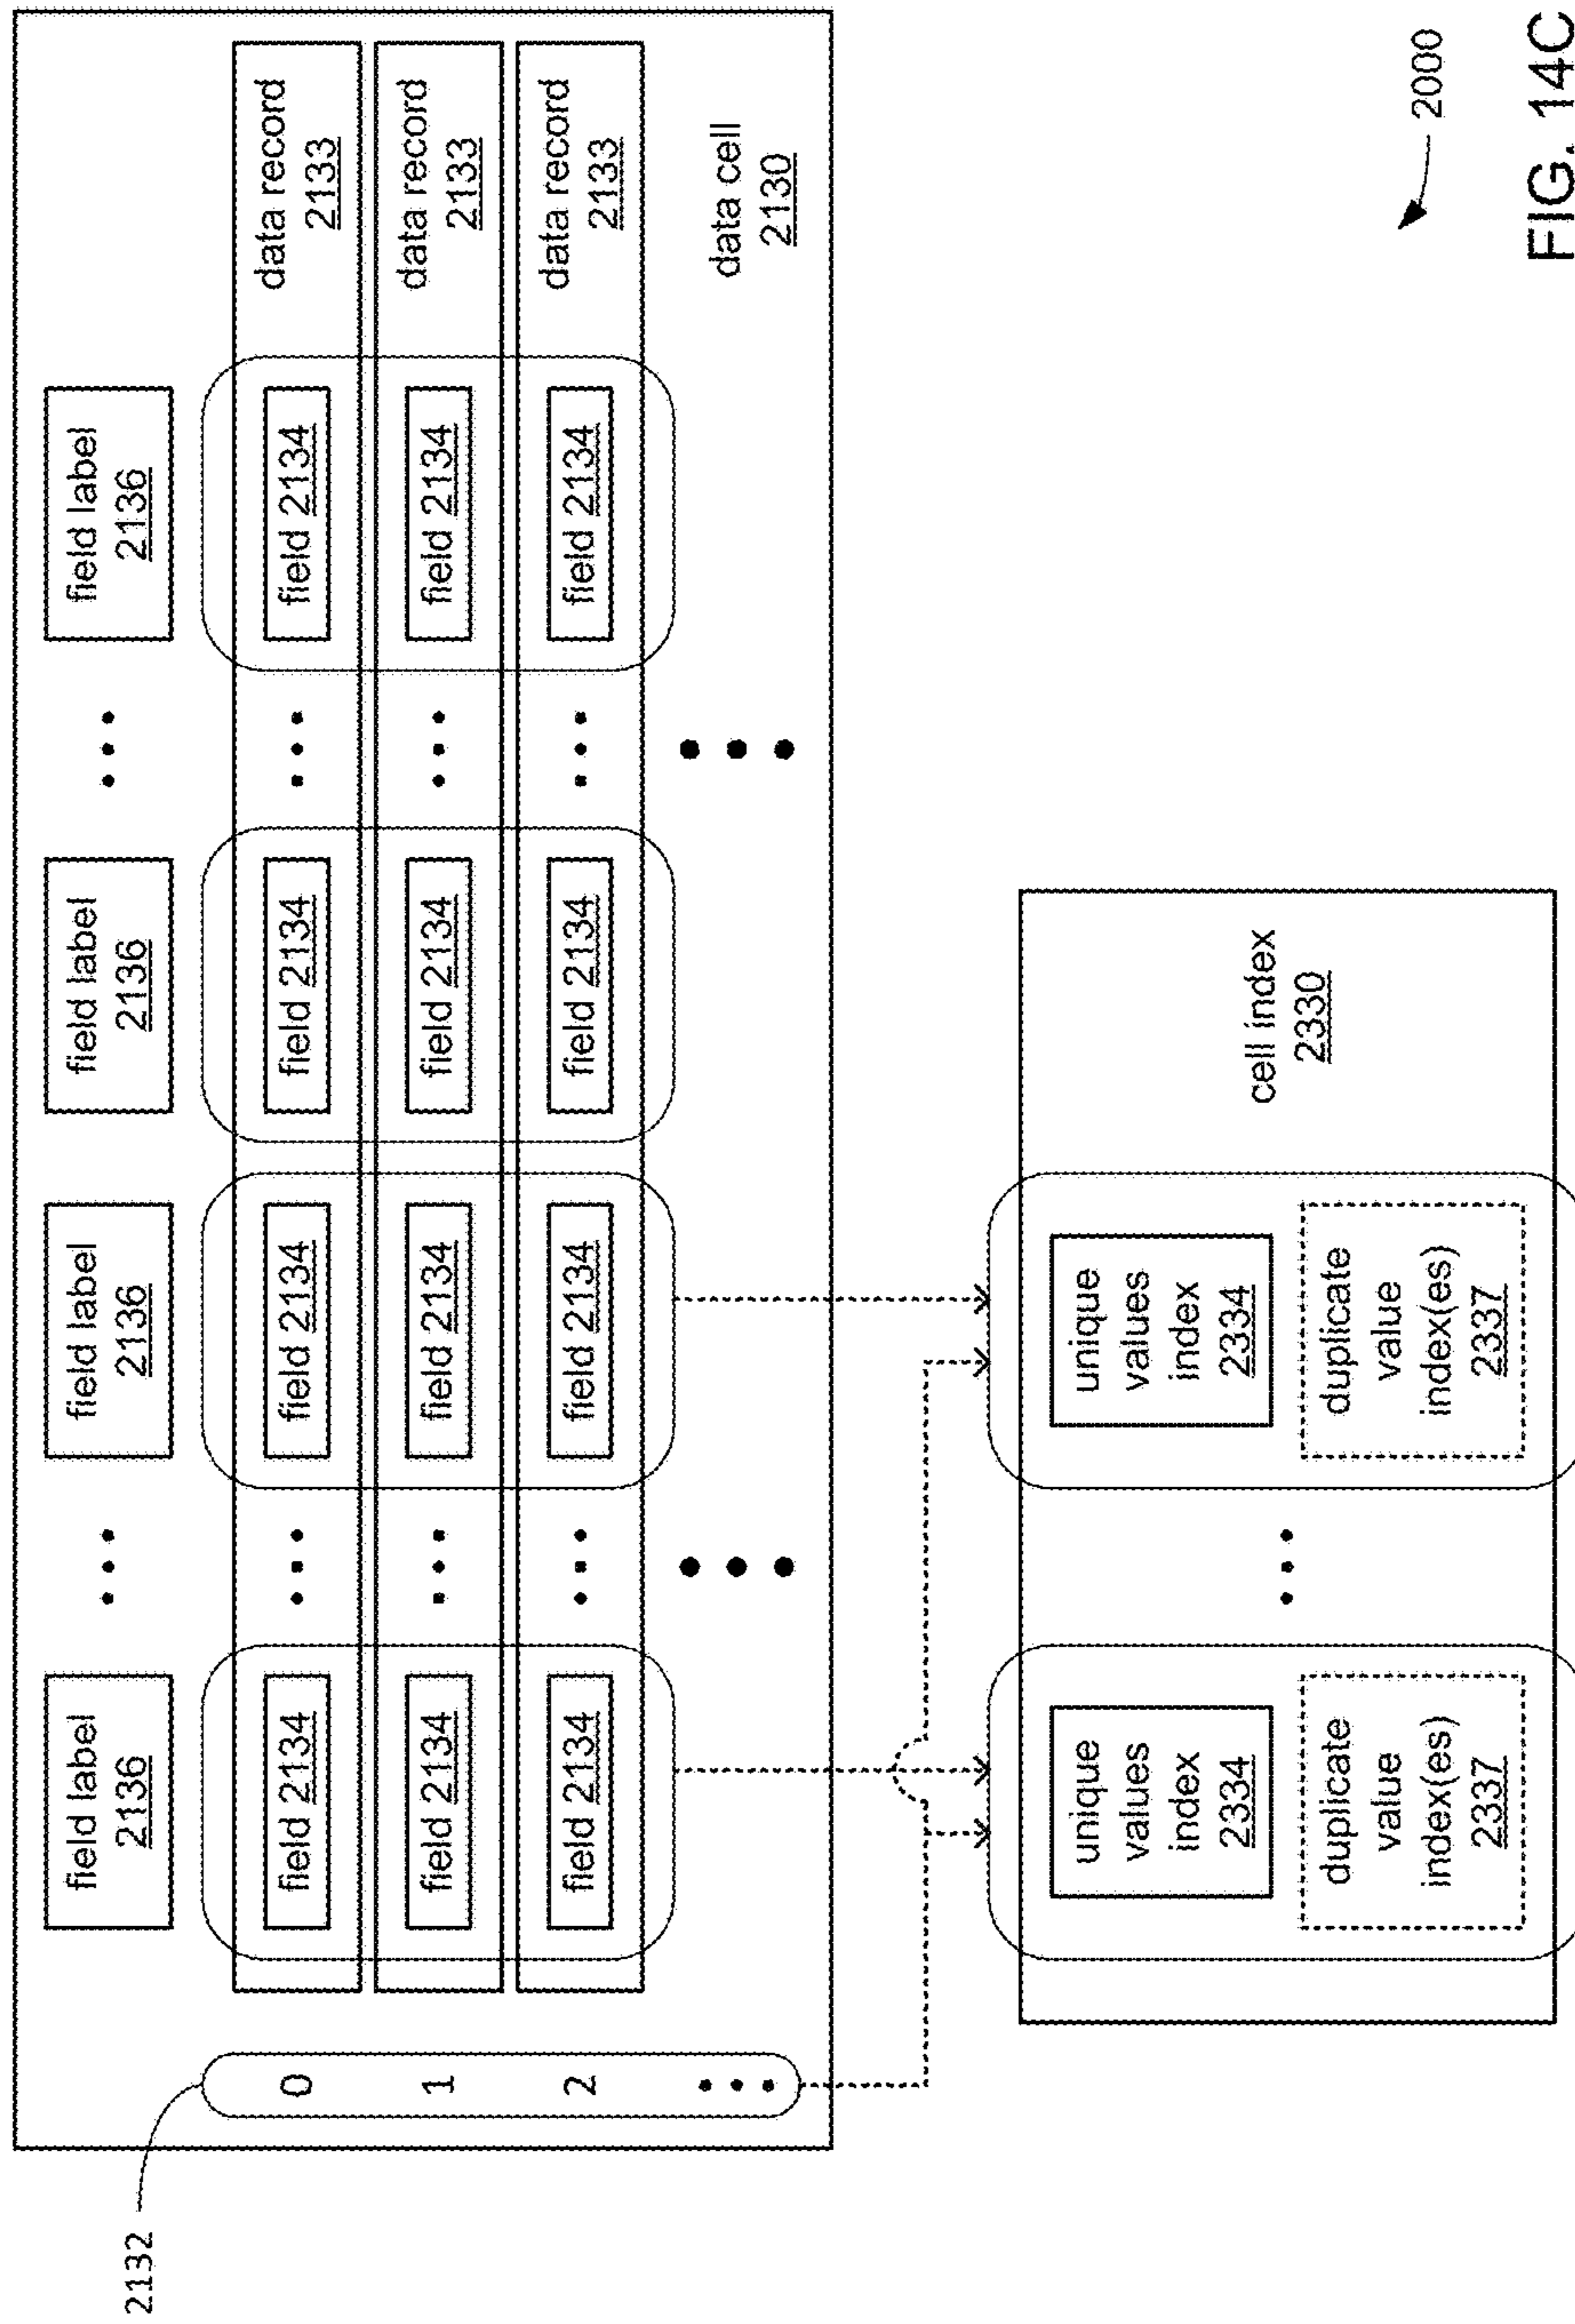 2132
field label
2136
• • •
field label
2136
field label
2136
• • •
field label
2136
0
field 2134
• • •
field 2134
field 2134
• • •
field 2134
data record
2133
1
field 2134
• • •
field 2134
field 2134
• • •
field 2134
data record
2133
2
field 2134
• • •
field 2134
field 2134
• • •
field 2134
data record
2133
data cell
2130
unique
values
index
2334
duplicate
value
index(es)
2337
• • •
unique
values
index
2334
duplicate
value
index(es)
2337
cell index
2330
2000
FIG. 14C